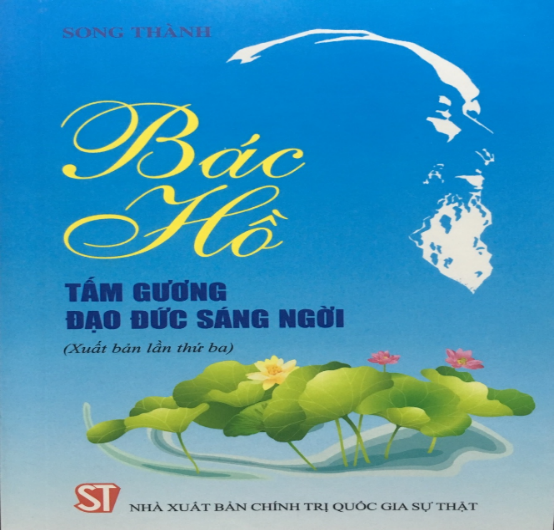 SONG THÀNH
Bác
Hồ
TẤM GƯƠNG
ĐẠO ĐỨC SÁNG NGỜI
(Xuất bản lần thứ ba)
ST
NHÀ XUẤT BẢN CHÍNH TRỊ QUỐC GIA SỰ THẬT